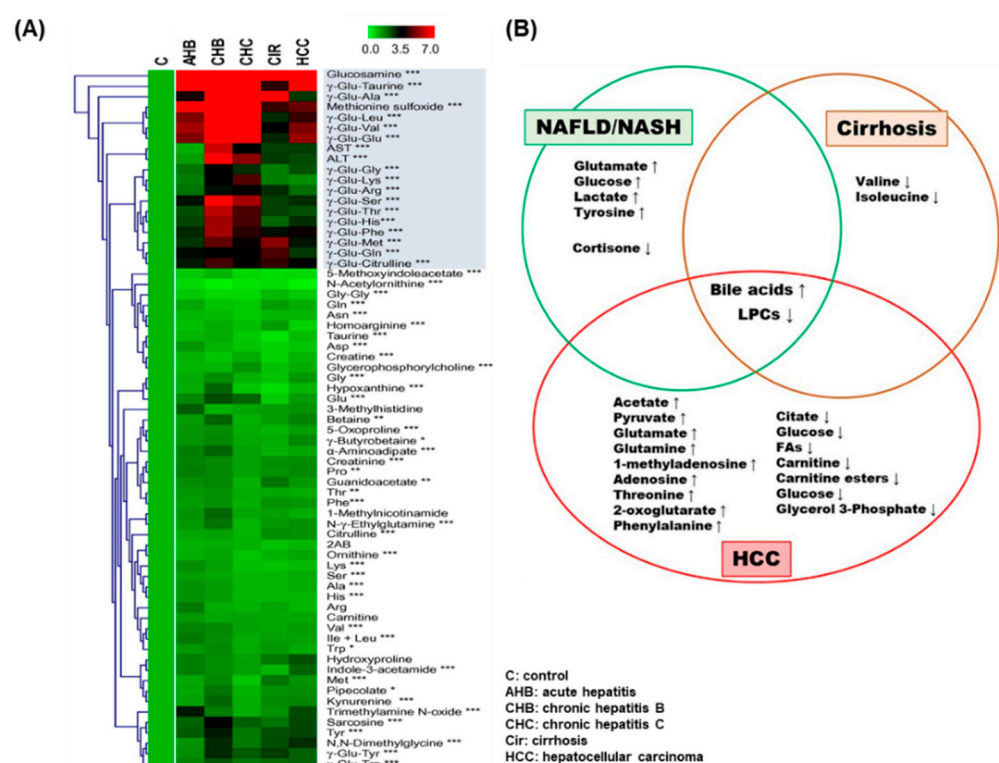 (A)
C
AHB
CHB
CHC
CIR
HCC
0.0 3.5 7.0
Glucosamine ***
γ-Glu-Taurine ***
γ-Glu-Ala ***
Methionine sulfoxide ***
γ-Glu-Leu ***
γ-Glu-Val ***
γ-Glu-Glu ***
AST ***
ALT ***
γ-Glu-Gly ***
γ-Glu-Lys ***
γ-Glu-Arg ***
γ-Glu-Ser ***
γ-Glu-Thr ***
γ-Glu-His***
γ-Glu-Phe ***
γ-Glu-Met ***
γ-Glu-Gln ***
γ-Glu-Citrulline ***
5-Methoxyindoleacetate ***
N-Acetylornithine ***
Gly-Gly ***
Gln ***
Asn ***
Homoarginine ***
Taurine ***
Asp ***
Creatine ***
Glycerophosphorylcholine ***
Gly ***
Hypoxanthine ***
Glu ***
3-Methylhistidine
Betaine **
5-Oxoproline ***
γ-Butyrobetaine *
α-Aminoadipate ***
Creatinine ***
Pro **
Guanidoacetate **
Thr **
Phe***
1-Methylnicotinamide
N-γ-Ethylglutamine ***
Citrulline ***
2AB
Ornithine ***
Lys ***
Ser ***
Ala ***
His ***
Arg
Carnitine
Val ***
Ile + Leu ***
Trp *
Hydroxyproline
Indole-3-acetamide ***
Met ***
Pipecolate *
Kynurenine ***
Trimethylamine N-oxide ***
Sarcosine ***
Tyr ***
N,N-Dimethylglycine ***
γ-Glu-Tyr ***
(B)
NAFLD/NASH
Glutamate ↑
Glucose ↑
Lactate ↑
Tyrosine ↑
Cortisone ↓
Cirrhosis
Valine ↓
Isoleucine ↓
Bile acids ↑
LPCs ↓
Acetate ↑
Pyruvate ↑
Glutamate ↑
Glutamine ↑
1-methyladenosine ↑
Adenosine ↑
Threonine ↑
2-oxoglutarate ↑
Phenylalanine ↑
Citate ↓
Glucose ↓
FAs ↓
Carnitine ↓
Carnitine esters ↓
Glucose ↓
Glycerol 3-Phosphate ↓
HCC
C: control
AHB: acute hepatitis
CHB: chronic hepatitis B
CHC: chronic hepatitis C
Cir: cirrhosis
HCC: hepatocellular carcinoma